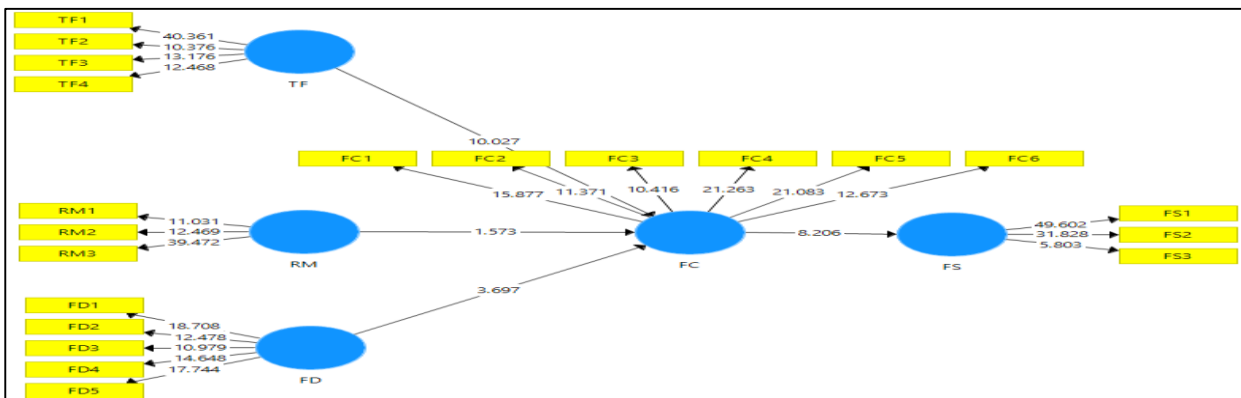 TF1
TF2
TF3
TF4
40.361
10.376
13.176
12.468
TF
10.027
FC1
FC2
FC3
FC4
FC5
FC6
15.877
11.371
10.416
21.263
21.083
12.673
RM1
RM2
RM3
11.031
12.469
39.472
RM
1.573
FC
8.206
FS
49.602
31.828
5.803
FS1
FS2
FS3
3.697
FD1
FD2
FD3
FD4
FD5
18.708
12.478
10.979
14.648
17.744
FD